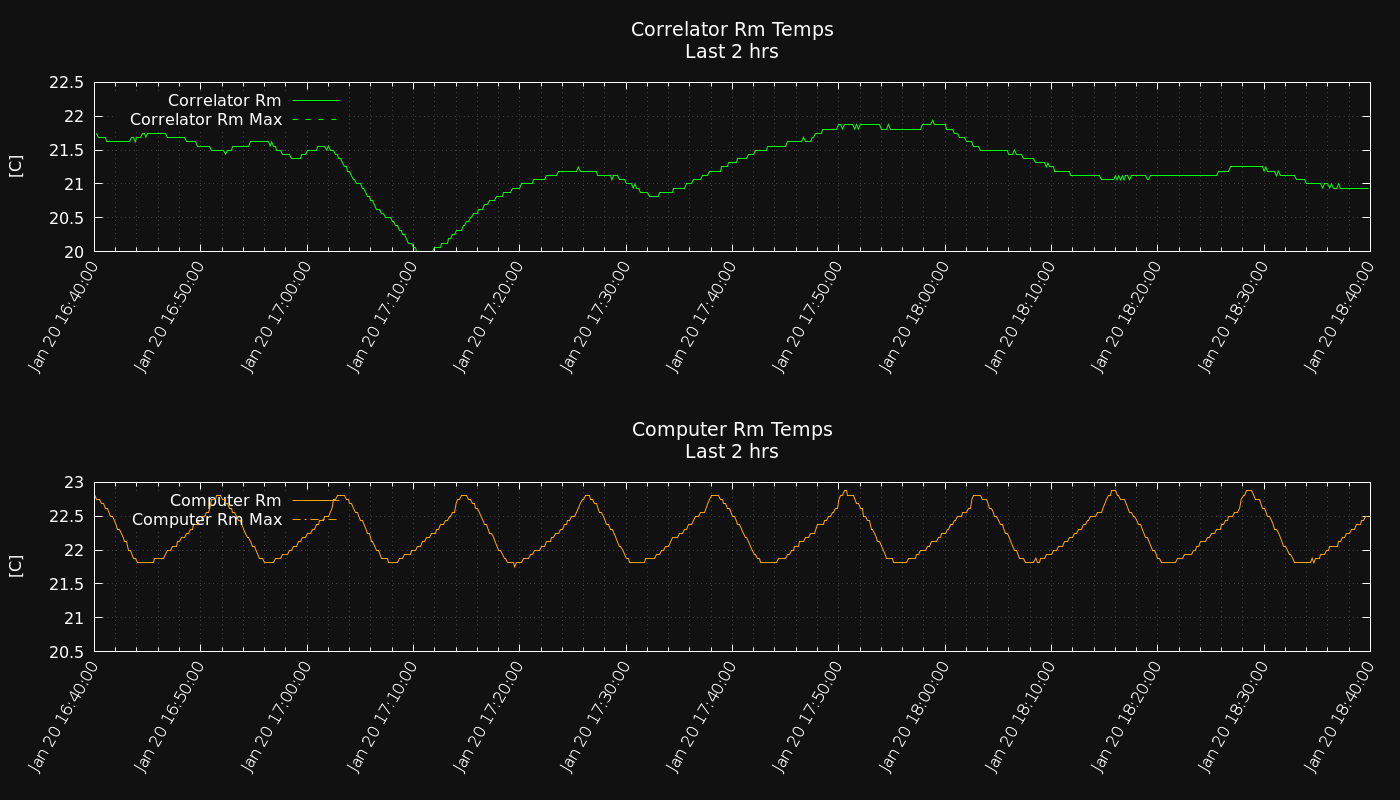 Correlator Rm Temps
Last 2 hrs
22.5
22
21.5
21
20.5
20
[C]
Correlator Rm
Correlator Rm Max
Jan 20 16:40:00
Jan 20 16:50:00
Jan 20 17:00:00
Jan 20 17:10:00
Jan 20 17:20:00
Jan 20 17:30:00
Jan 20 17:40:00
Jan 20 17:50:00
Jan 20 18:00:00
Jan 20 18:10:00
Jan 20 18:20:00
Jan 20 18:30:00
Jan 20 18:40:00
Computer Rm Temps
Last 2 hrs
23
22.5
22
21.5
21
20.5
[C]
Computer Rm
Computer Rm Max
Jan 20 16:40:00
Jan 20 16:50:00
Jan 20 17:00:00
Jan 20 17:10:00
Jan 20 17:20:00
Jan 20 17:30:00
Jan 20 17:40:00
Jan 20 17:50:00
Jan 20 18:00:00
Jan 20 18:10:00
Jan 20 18:20:00
Jan 20 18:30:00
Jan 20 18:40:00